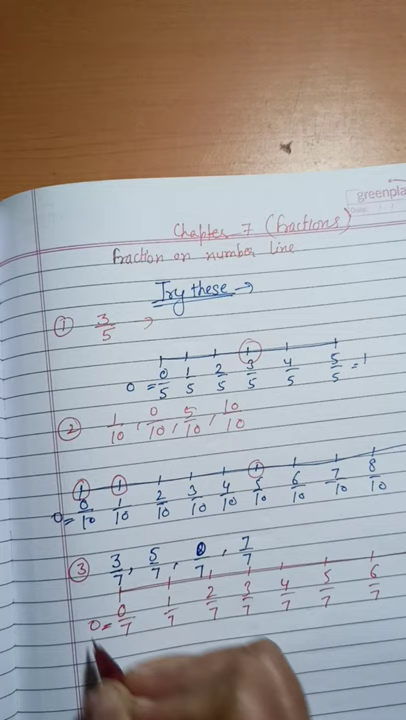 greenpla
Chapter 7 (fractions)
fraction on number line
Try these →
① 3/5 →
0 = 0/5 1/5 2/5 3/5 4/5 5/5 = 1
② 1/10, 0/10, 5/10, 10/10
0 = 0/10 1/10 2/10 3/10 4/10 5/10 6/10 7/10 8/10
③ 3/7, 5/7, 0/7, 7/7
0 = 0/7 1/7 2/7 3/7 4/7 5/7 6/7